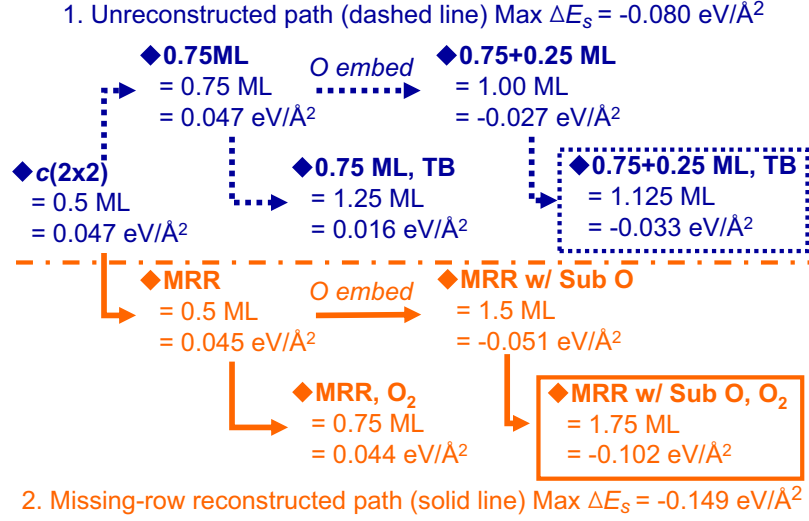 1. Unreconstructed path (dashed line) Max ΔEₛ = -0.080 eV/Å²
◆0.75ML
= 0.75 ML
= 0.047 eV/Å²
O embed
◆0.75+0.25 ML
= 1.00 ML
= -0.027 eV/Å²
◆c(2x2)
= 0.5 ML
= 0.047 eV/Å²
◆0.75 ML, TB
= 1.25 ML
= 0.016 eV/Å²
◆0.75+0.25 ML, TB
= 1.125 ML
= -0.033 eV/Å²
◆MRR
= 0.5 ML
= 0.045 eV/Å²
O embed
◆MRR w/ Sub O
= 1.5 ML
= -0.051 eV/Å²
◆MRR, O₂
= 0.75 ML
= 0.044 eV/Å²
◆MRR w/ Sub O, O₂
= 1.75 ML
= -0.102 eV/Å²
2. Missing-row reconstructed path (solid line) Max ΔEₛ = -0.149 eV/Å²